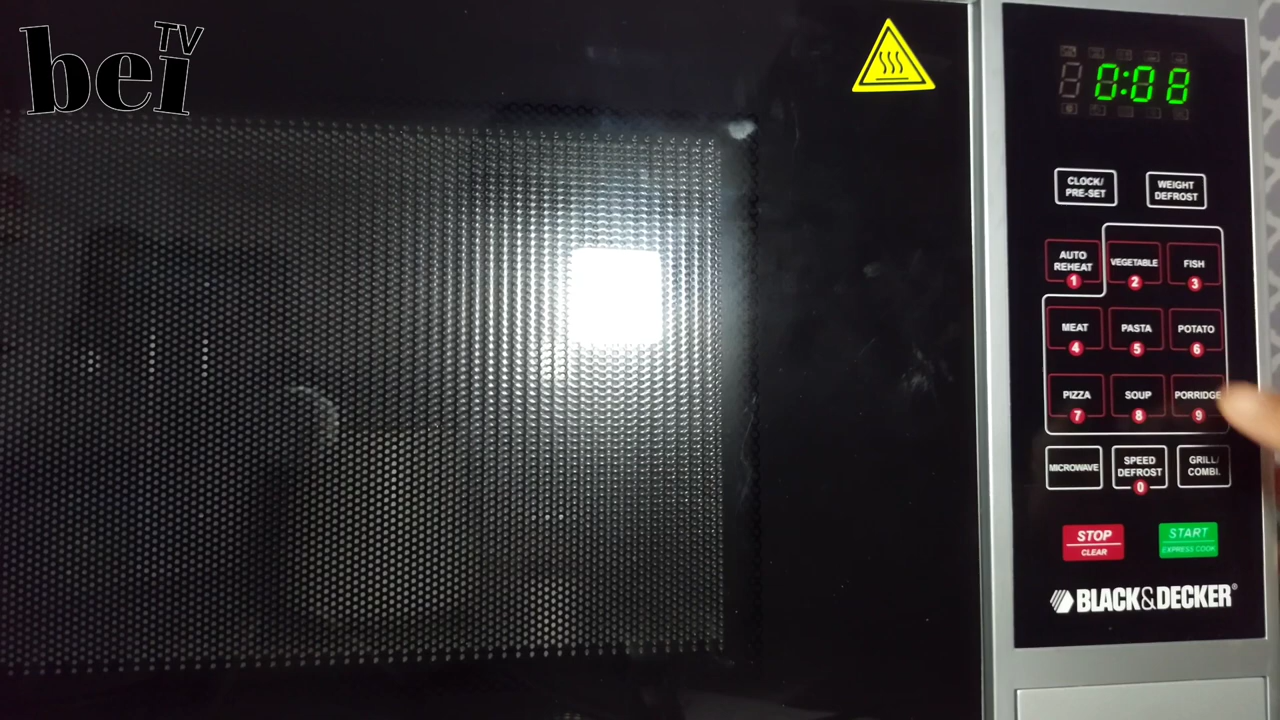 bei TV
0:08
CLOCK/
PRE-SET
WEIGHT
DEFROST
AUTO
REHEAT
1
VEGETABLE
2
FISH
3
MEAT
4
PASTA
5
POTATO
6
PIZZA
7
SOUP
8
PORRIDGE
9
MICROWAVE
SPEED
DEFROST
0
GRILL/
COMBI.
STOP
CLEAR
START
EXPRESS COOK
BLACK&DECKER®